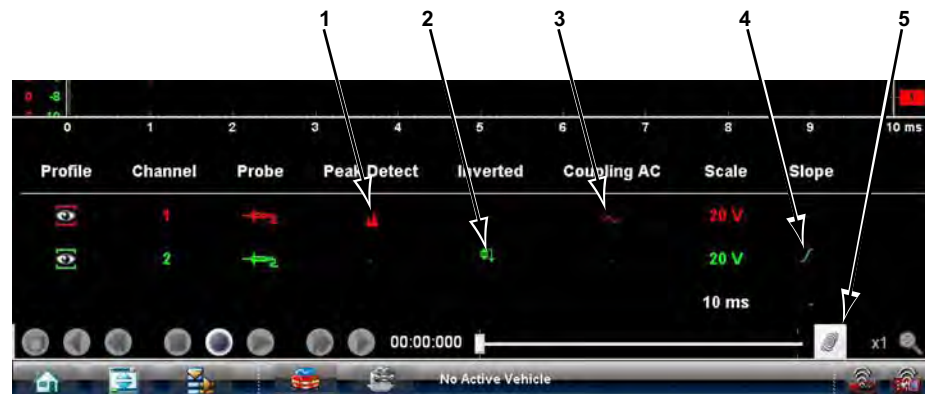 1 2 3 4 5
0 -8
10
0 1 2 3 4 5 6 7 8 9 10 ms
Profile Channel Probe Peak Detect Inverted Coupling AC Scale Slope
1 20 V
2 20 V
10 ms
00:00:000 x1
No Active Vehicle